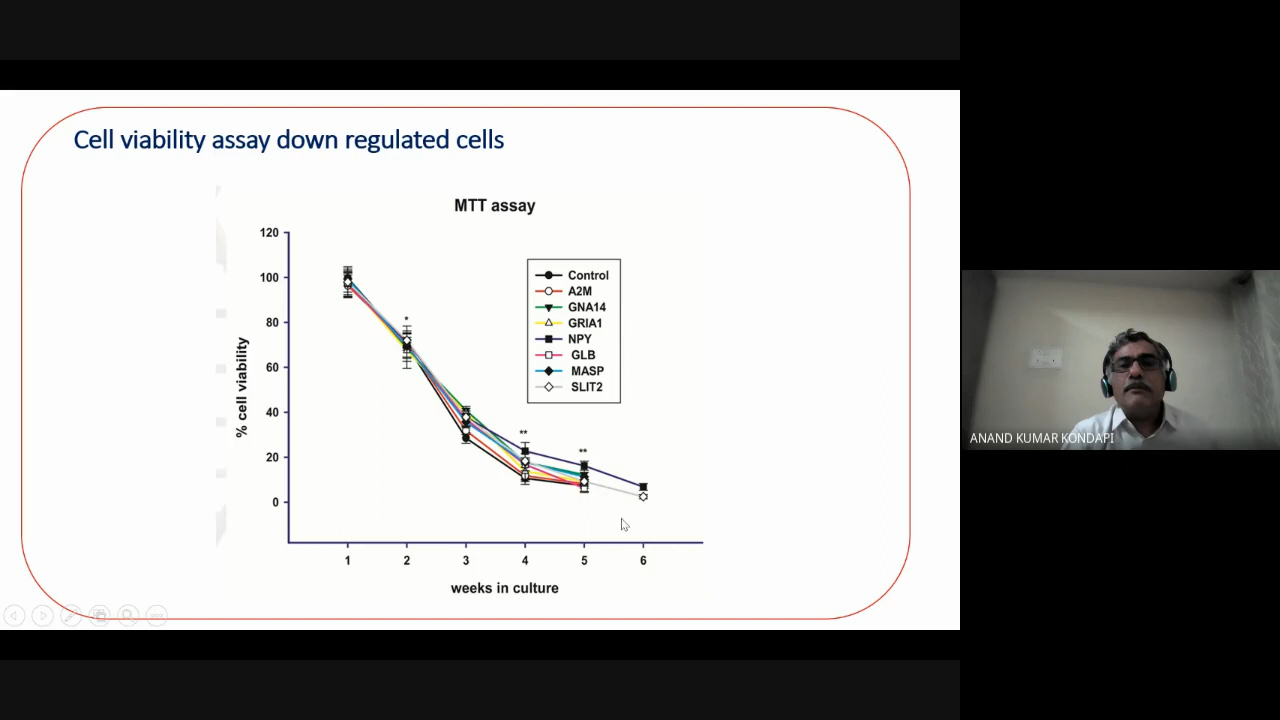 Cell viability assay down regulated cells
MTT assay
120
100
80
60
40
20
0
% cell viability
*
**
**
Control
A2M
GNA14
GRIA1
NPY
GLB
MASP
SLIT2
1 2 3 4 5 6
weeks in culture
ANAND KUMAR KONDAPI